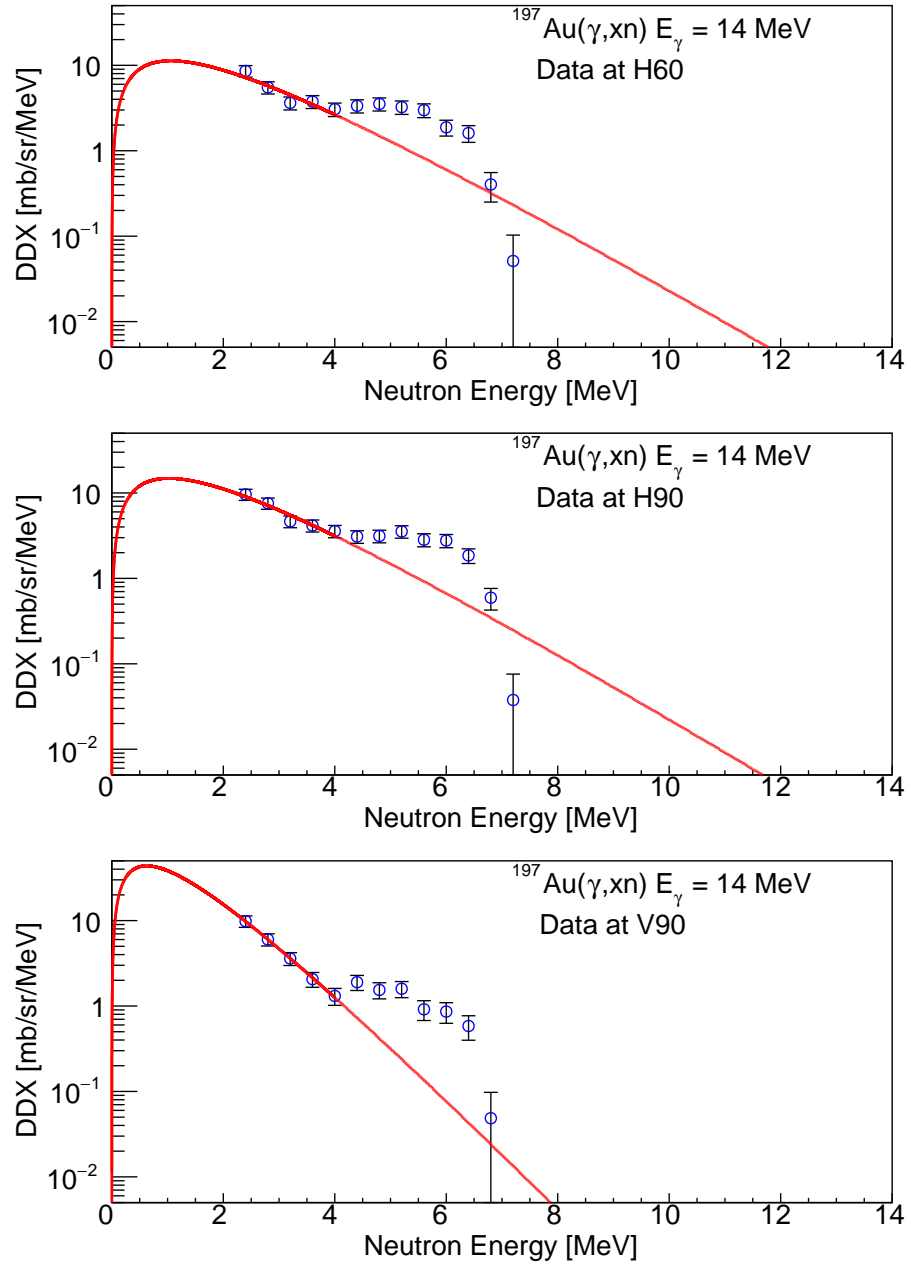 ¹⁹⁷Au(γ,xn) Eγ = 14 MeV
Data at H60
DDX [mb/sr/MeV]
10
1
10⁻¹
10⁻²
0 2 4 6 8 10 12 14
Neutron Energy [MeV]
¹⁹⁷Au(γ,xn) Eγ = 14 MeV
Data at H90
DDX [mb/sr/MeV]
10
1
10⁻¹
10⁻²
0 2 4 6 8 10 12 14
Neutron Energy [MeV]
¹⁹⁷Au(γ,xn) Eγ = 14 MeV
Data at V90
DDX [mb/sr/MeV]
10
1
10⁻¹
10⁻²
0 2 4 6 8 10 12 14
Neutron Energy [MeV]